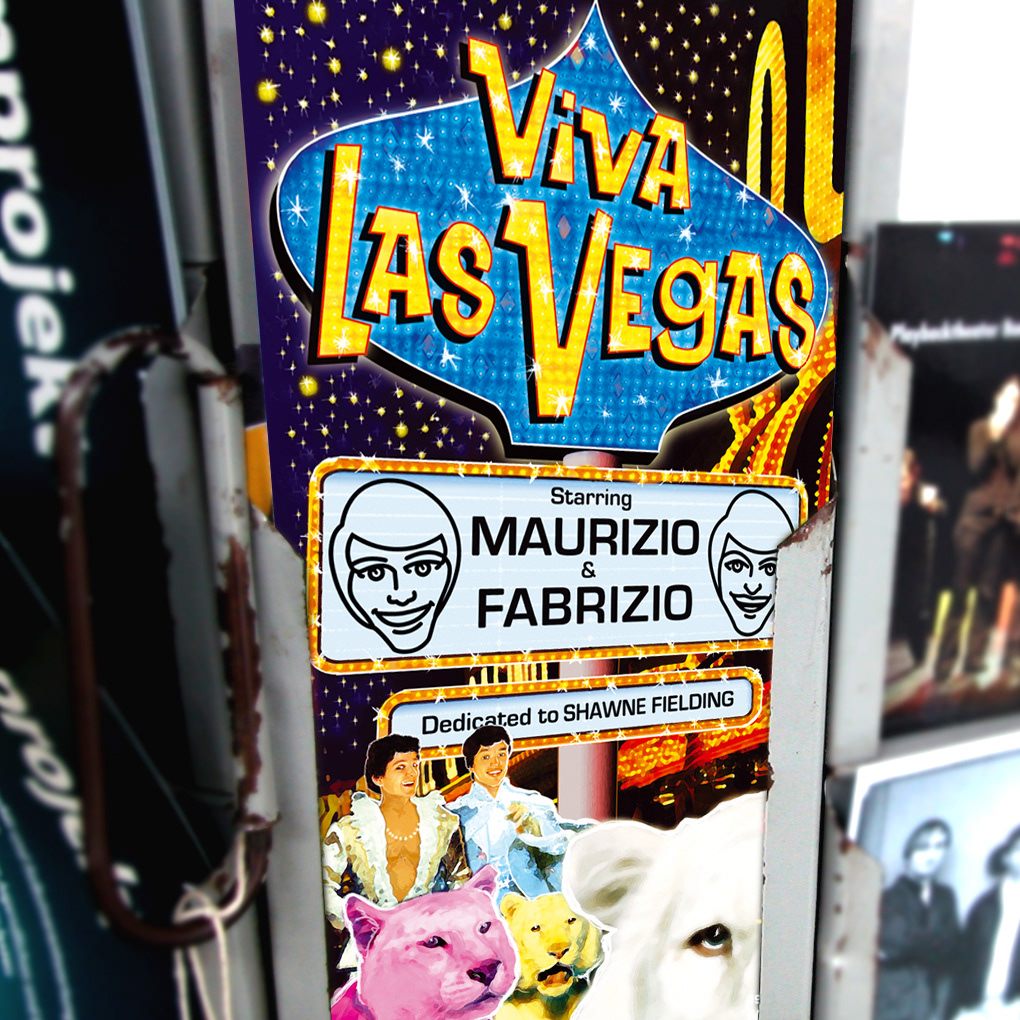 VIVA
LAS VEGAS
Starring
MAURIZIO
&
FABRIZIO
Dedicated to SHAWNE FIELDING